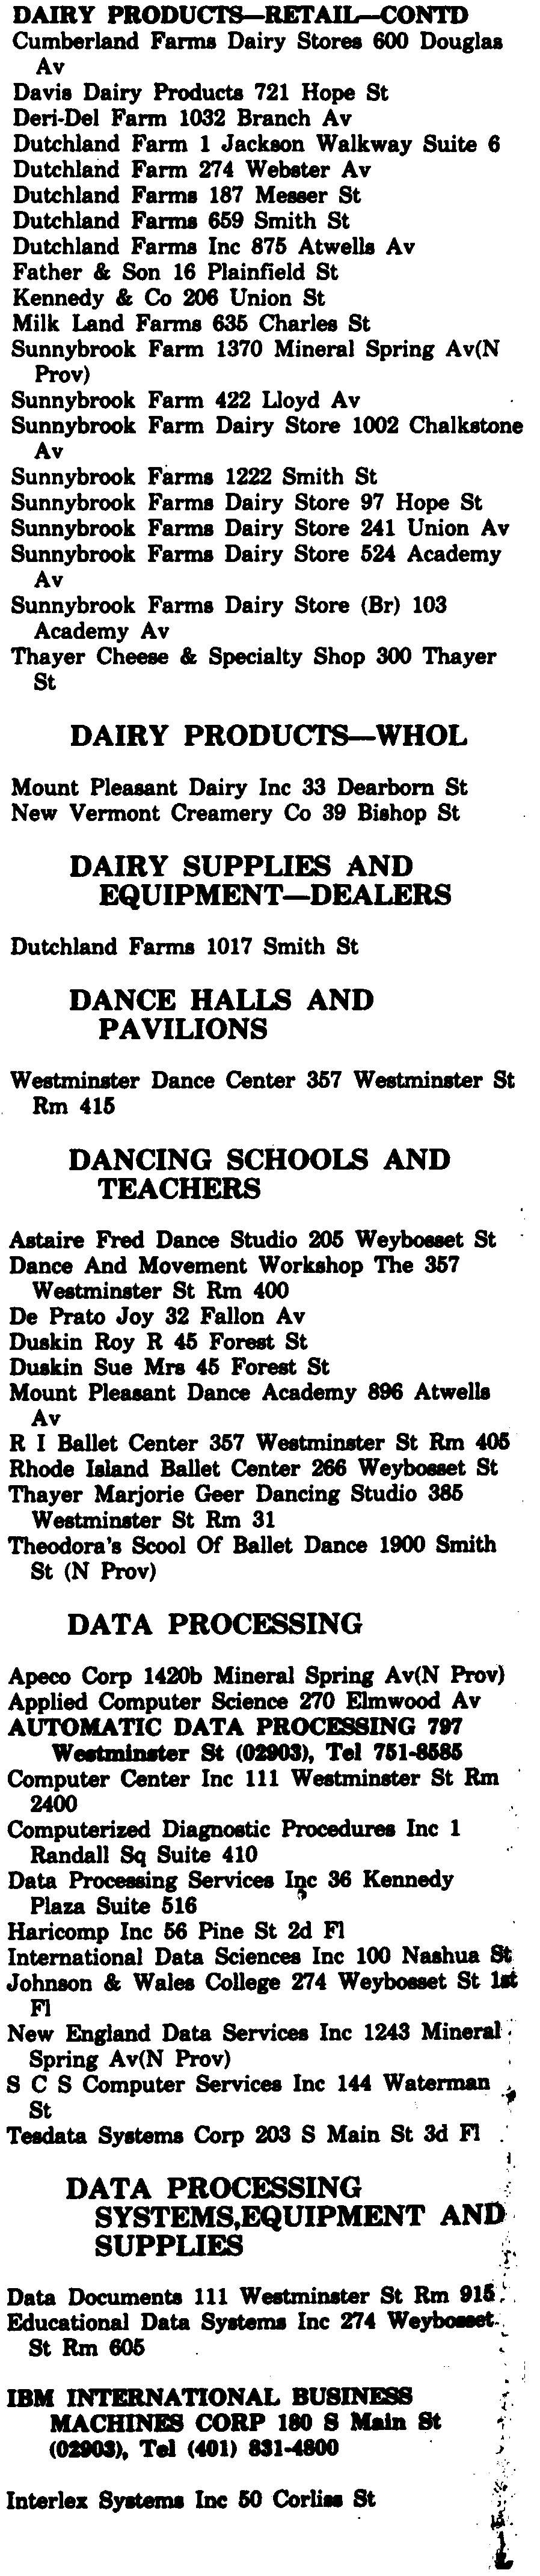 DAIRY PRODUCTS—RETAIL—CONTD
Cumberland Farms Dairy Stores 600 Douglas
Av
Davis Dairy Products 721 Hope St
Deri-Del Farm 1032 Branch Av
Dutchland Farm 1 Jackson Walkway Suite 6
Dutchland Farm 274 Webster Av
Dutchland Farms 187 Messer St
Dutchland Farms 659 Smith St
Dutchland Farms Inc 875 Atwells Av
Father & Son 16 Plainfield St
Kennedy & Co 206 Union St
Milk Land Farms 635 Charles St
Sunnybrook Farm 1370 Mineral Spring Av(N
Prov)
Sunnybrook Farm 422 Lloyd Av
Sunnybrook Farm Dairy Store 1002 Chalkstone
Av
Sunnybrook Farms 1222 Smith St
Sunnybrook Farms Dairy Store 97 Hope St
Sunnybrook Farms Dairy Store 241 Union Av
Sunnybrook Farms Dairy Store 524 Academy
Av
Sunnybrook Farms Dairy Store (Br) 103
Academy Av
Thayer Cheese & Specialty Shop 300 Thayer
St
DAIRY PRODUCTS—WHOL
Mount Pleasant Dairy Inc 33 Dearborn St
New Vermont Creamery Co 39 Bishop St
DAIRY SUPPLIES AND
EQUIPMENT—DEALERS
Dutchland Farms 1017 Smith St
DANCE HALLS AND
PAVILIONS
Westminster Dance Center 357 Westminster St
Rm 415
DANCING SCHOOLS AND
TEACHERS
Astaire Fred Dance Studio 205 Weybosset St
Dance And Movement Workshop The 357
Westminster St Rm 400
De Prato Joy 32 Fallon Av
Duskin Roy R 45 Forest St
Duskin Sue Mrs 45 Forest St
Mount Pleasant Dance Academy 896 Atwells
Av
R I Ballet Center 357 Westminster St Rm 405
Rhode Island Ballet Center 266 Weybosset St
Thayer Marjorie Geer Dancing Studio 385
Westminster St Rm 31
Theodora's Scool Of Ballet Dance 1900 Smith
St (N Prov)
DATA PROCESSING
Apeco Corp 1420b Mineral Spring Av(N Prov)
Applied Computer Science 270 Elmwood Av
AUTOMATIC DATA PROCESSING 797
Westminster St (02903), Tel 751-8585
Computer Center Inc 111 Westminster St Rm
2400
Computerized Diagnostic Procedures Inc 1
Randall Sq Suite 410
Data Processing Services Inc 36 Kennedy
Plaza Suite 516
Haricomp Inc 56 Pine St 2d Fl
International Data Sciences Inc 100 Nashua St
Johnson & Wales College 274 Weybosset St 1st
Fl
New England Data Services Inc 1243 Mineral
Spring Av(N Prov)
S C S Computer Services Inc 144 Waterman
St
Tesdata Systems Corp 203 S Main St 3d Fl
DATA PROCESSING
SYSTEMS,EQUIPMENT AND
SUPPLIES
Data Documents 111 Westminster St Rm 915
Educational Data Systems Inc 274 Weybosset
St Rm 605
IBM INTERNATIONAL BUSINESS
MACHINES CORP 180 S Main St
(02903), Tel (401) 831-4800
Interlex Systems Inc 50 Corliss St